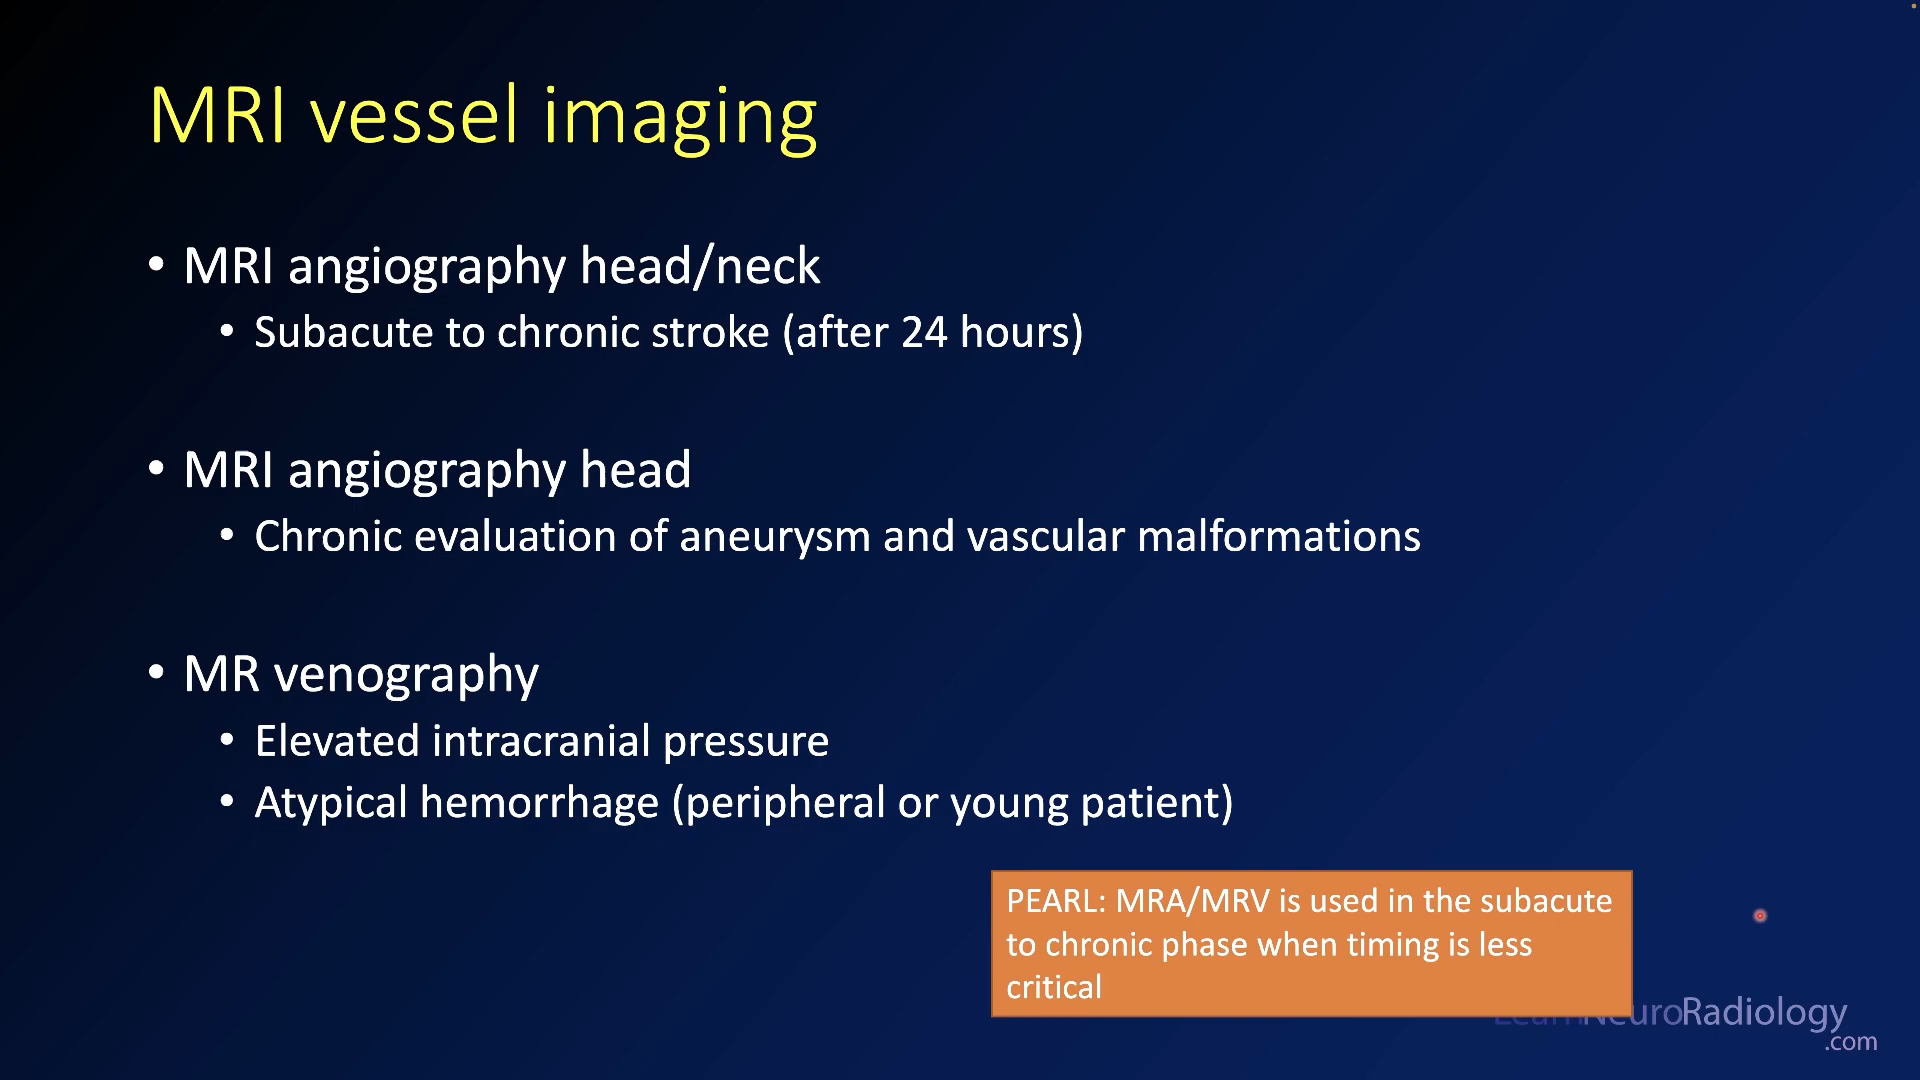 MRI vessel imaging
• MRI angiography head/neck
• Subacute to chronic stroke (after 24 hours)
• MRI angiography head
• Chronic evaluation of aneurysm and vascular malformations
• MR venography
• Elevated intracranial pressure
• Atypical hemorrhage (peripheral or young patient)
PEARL: MRA/MRV is used in the subacute
to chronic phase when timing is less
critical
LearnNeuroRadiology
.com